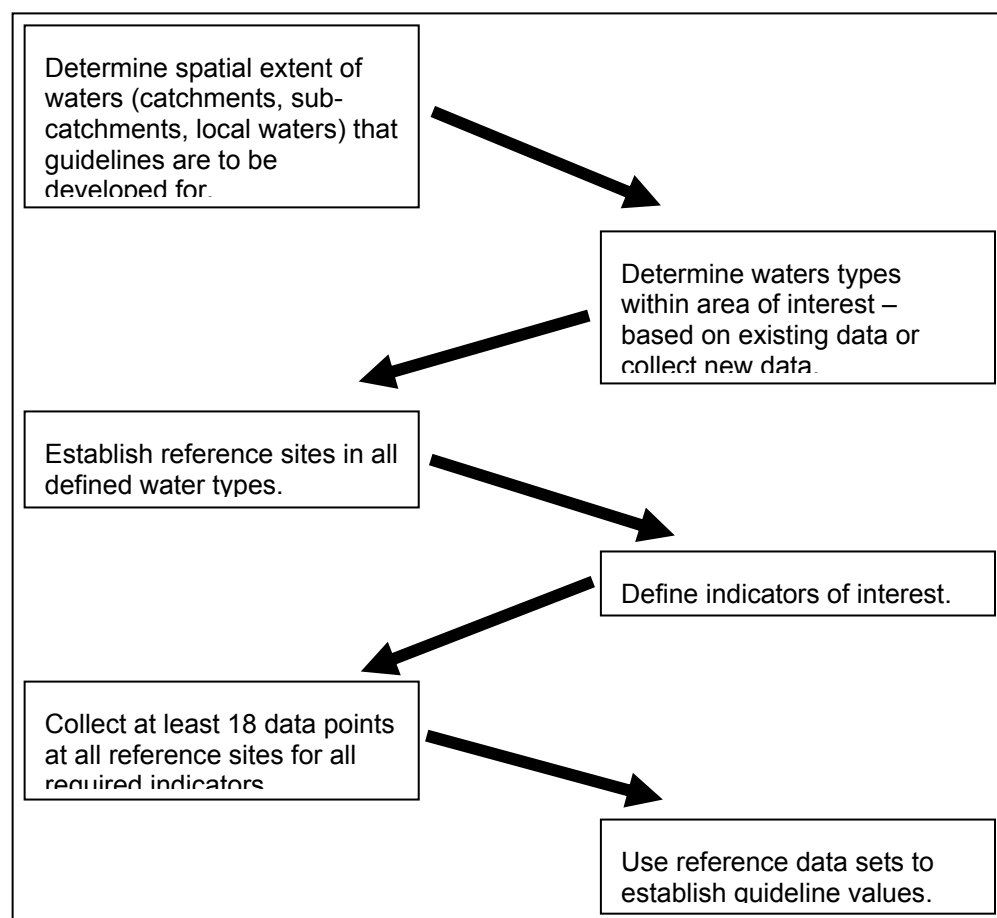 Determine spatial extent of
waters (catchments, sub-
catchments, local waters) that
guidelines are to be
developed for.
Determine waters types
within area of interest –
based on existing data or
collect new data.
Establish reference sites in all
defined water types.
Define indicators of interest.
Collect at least 18 data points
at all reference sites for all
required indicators
Use reference data sets to
establish guideline values.